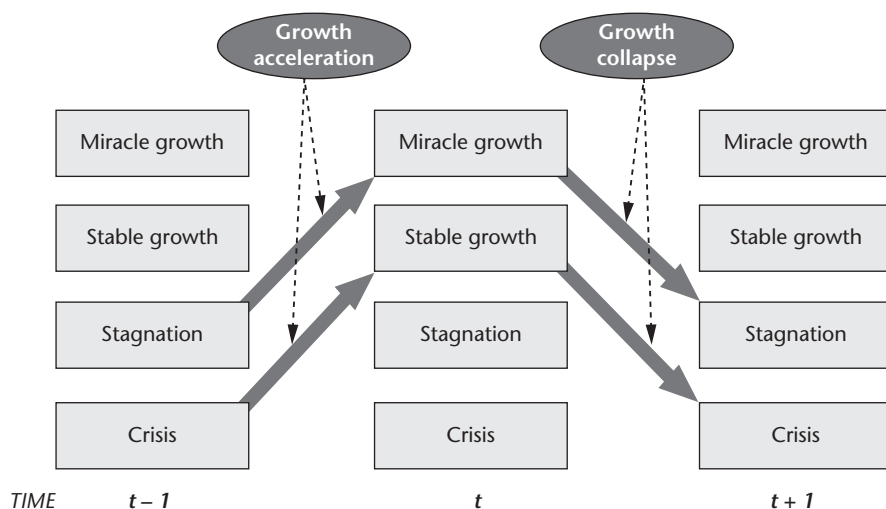 Growth
acceleration
Growth
collapse
Miracle growth
Miracle growth
Miracle growth
Stable growth
Stable growth
Stable growth
Stagnation
Stagnation
Stagnation
Crisis
Crisis
Crisis
TIME t – 1 t t + 1